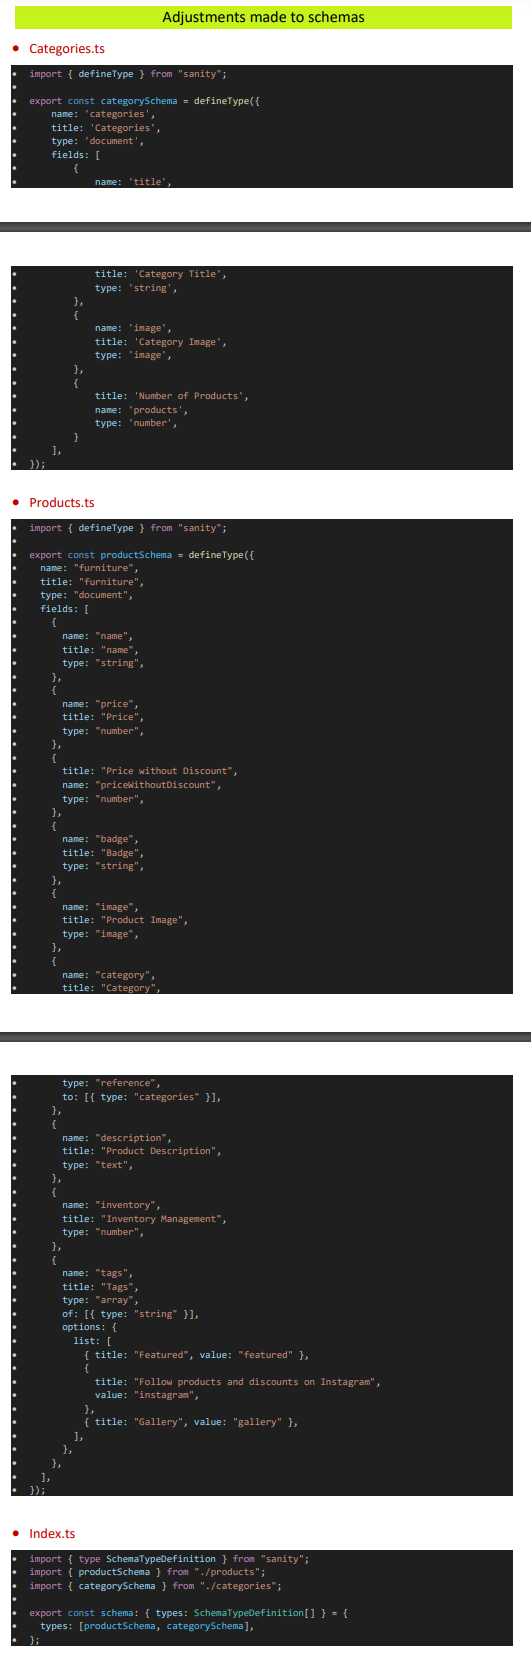 Adjustments made to schemas
• Categories.ts
• import { defineType } from "sanity";
•
• export const categorySchema = defineType({
•     name: 'categories',
•     title: 'Categories',
•     type: 'document',
•     fields: [
•         {
•             name: 'title',
•             title: 'Category Title',
•             type: 'string',
•         },
•         {
•             name: 'image',
•             title: 'Category Image',
•             type: 'image',
•         },
•         {
•             title: 'Number of Products',
•             name: 'products',
•             type: 'number',
•         }
•     ],
• });
• Products.ts
• import { defineType } from "sanity";
•
• export const productSchema = defineType({
•   name: "furniture",
•   title: "furniture",
•   type: "document",
•   fields: [
•     {
•       name: "name",
•       title: "name",
•       type: "string",
•     },
•     {
•       name: "price",
•       title: "Price",
•       type: "number",
•     },
•     {
•       title: "Price without Discount",
•       name: "priceWithoutDiscount",
•       type: "number",
•     },
•     {
•       name: "badge",
•       title: "Badge",
•       type: "string",
•     },
•     {
•       name: "image",
•       title: "Product Image",
•       type: "image",
•     },
•     {
•       name: "category",
•       title: "Category",
•       type: "reference",
•       to: [{ type: "categories" }],
•     },
•     {
•       name: "description",
•       title: "Product Description",
•       type: "text",
•     },
•     {
•       name: "inventory",
•       title: "Inventory Management",
•       type: "number",
•     },
•     {
•       name: "tags",
•       title: "Tags",
•       type: "array",
•       of: [{ type: "string" }],
•       options: {
•         list: [
•           { title: "Featured", value: "featured" },
•           {
•             title: "Follow products and discounts on Instagram",
•             value: "instagram",
•           },
•           { title: "Gallery", value: "gallery" },
•         ],
•       },
•     },
•   ],
• });
• Index.ts
• import { type SchemaTypeDefinition } from "sanity";
• import { productSchema } from "./products";
• import { categorySchema } from "./categories";
•
• export const schema: { types: SchemaTypeDefinition[] } = {
•   types: [productSchema, categorySchema],
• };